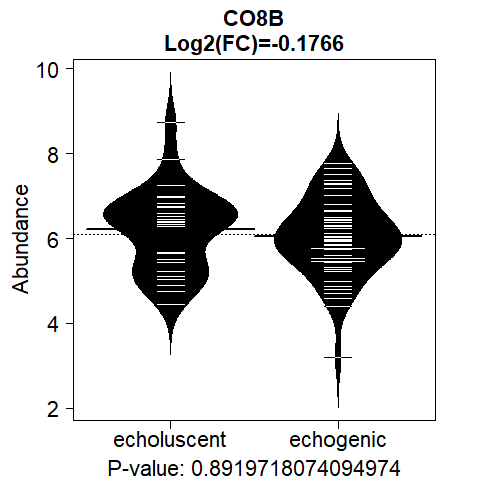 CO8B
Log2(FC)=-0.1766
Abundance
10
8
6
4
2
echoluscent echogenic
P-value: 0.8919718074094974